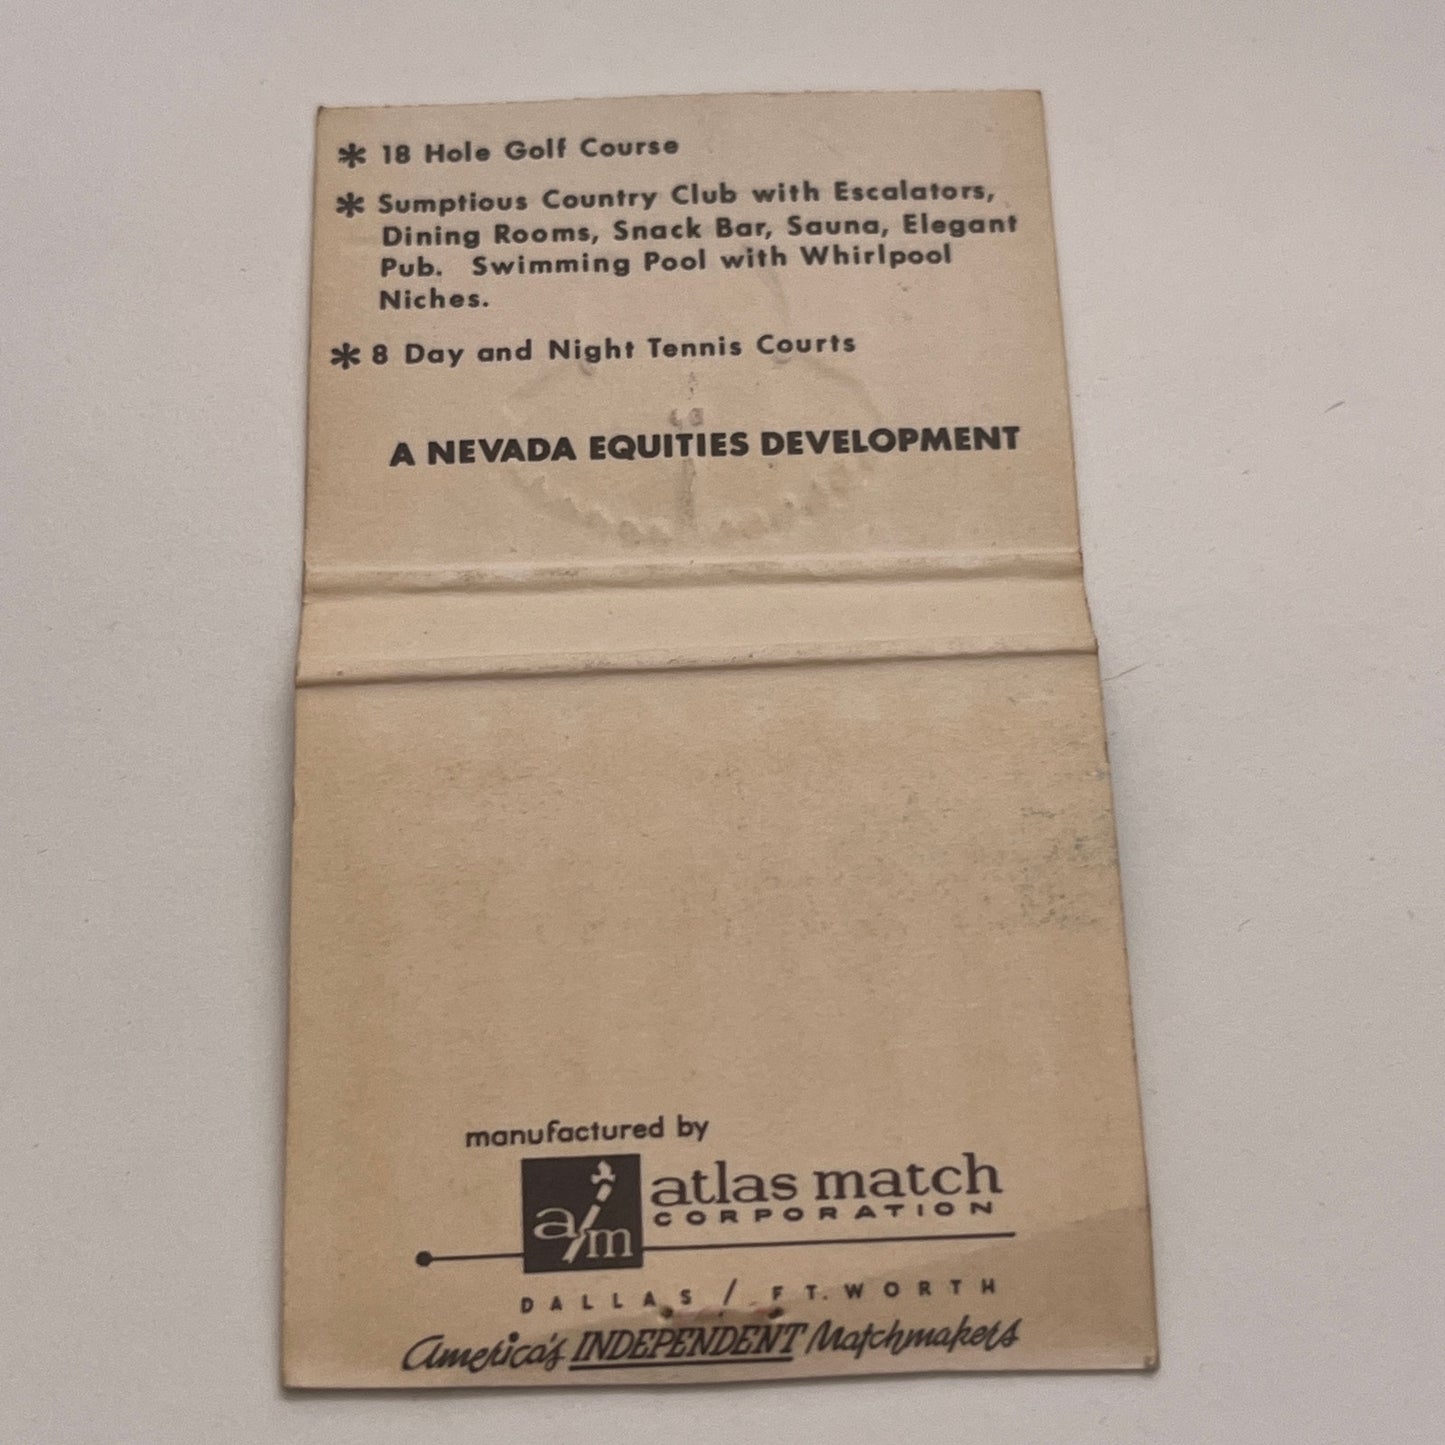 * 18 Hole Golf Course
* Sumptious Country Club with Escalators,
Dining Rooms, Snack Bar, Sauna, Elegant
Pub. Swimming Pool with Whirlpool
Niches.
* 8 Day and Night Tennis Courts
A NEVADA EQUITIES DEVELOPMENT
manufactured by
a/m
atlas match
CORPORATION
DALLAS / FT. WORTH
America's INDEPENDENT Matchmakers